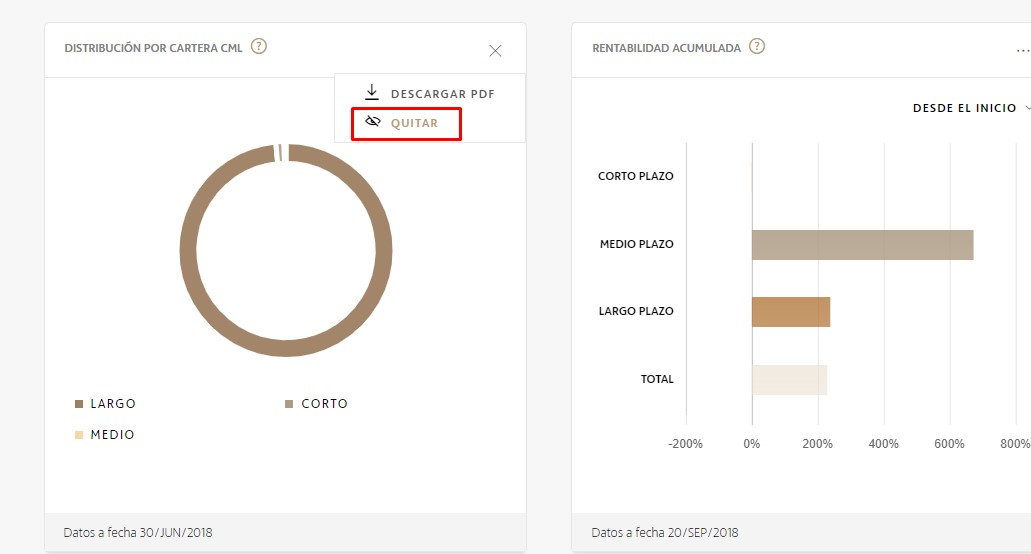 DISTRIBUCIÓN POR CARTERA CML ?
DESCARGAR PDF
QUITAR
LARGO
CORTO
MEDIO
Datos a fecha 30/JUN/2018
RENTABILIDAD ACUMULADA ?
DESDE EL INICIO
CORTO PLAZO
MEDIO PLAZO
LARGO PLAZO
TOTAL
-200% 0% 200% 400% 600% 800%
Datos a fecha 20/SEP/2018